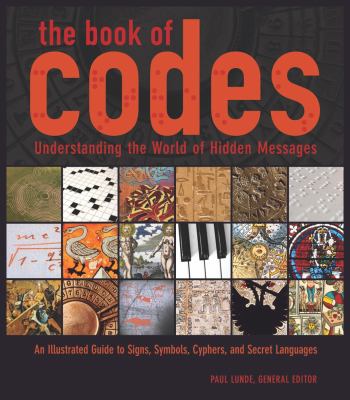 the book of
codes
Understanding the World of Hidden Messages
An Illustrated Guide to Signs, Symbols, Cyphers, and Secret Languages
PAUL LUNDE, GENERAL EDITOR